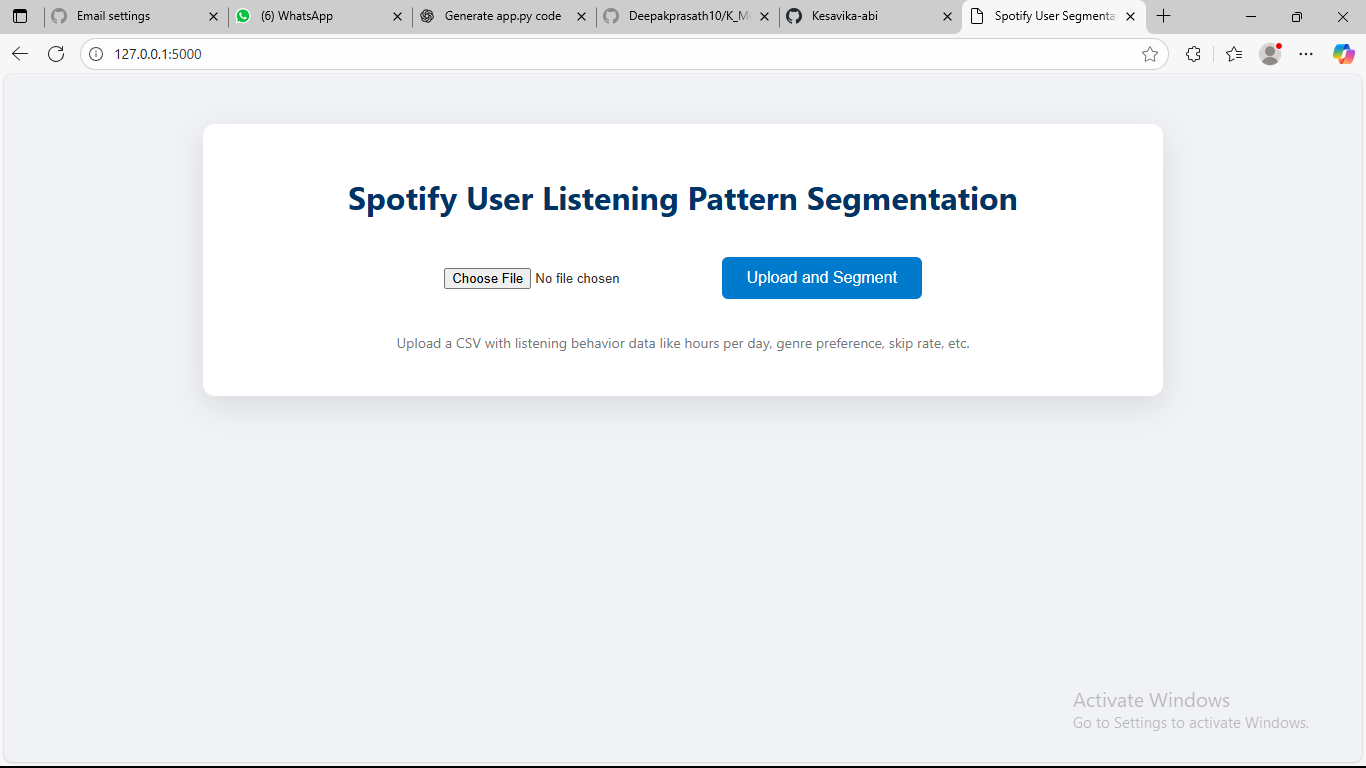 Email settings
(6) WhatsApp
Generate app.py code
Deepakprasath10/K_M
Kesavika-abi
Spotify User Segmenta
127.0.0.1:5000
Spotify User Listening Pattern Segmentation
Choose File No file chosen
Upload and Segment
Upload a CSV with listening behavior data like hours per day, genre preference, skip rate, etc.
Activate Windows
Go to Settings to activate Windows.